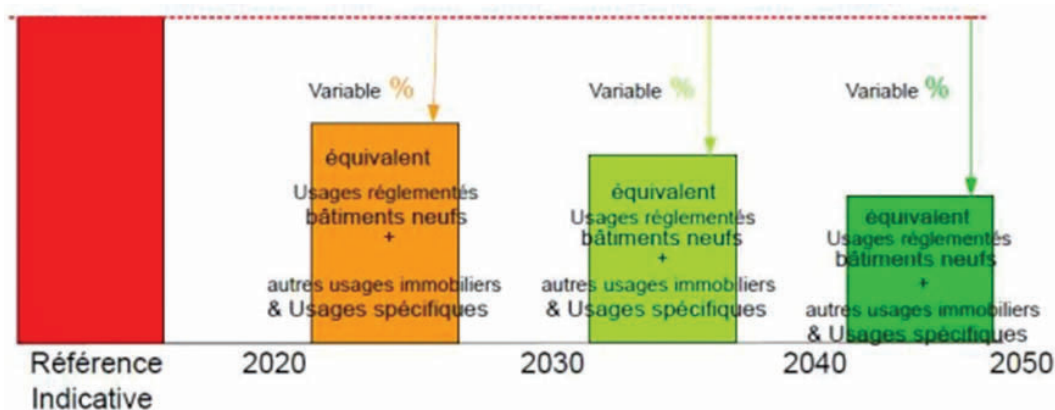 Variable %
équivalent
Usages réglementés
bâtiments neufs
+
autres usages immobiliers
& Usages spécifiques
Variable %
équivalent
Usages réglementés
bâtiments neufs
+
autres usages immobiliers
& Usages spécifiques
Variable %
équivalent
Usages réglementés
bâtiments neufs
+
autres usages immobiliers
& Usages spécifiques
Référence
Indicative
2020
2030
2040
2050